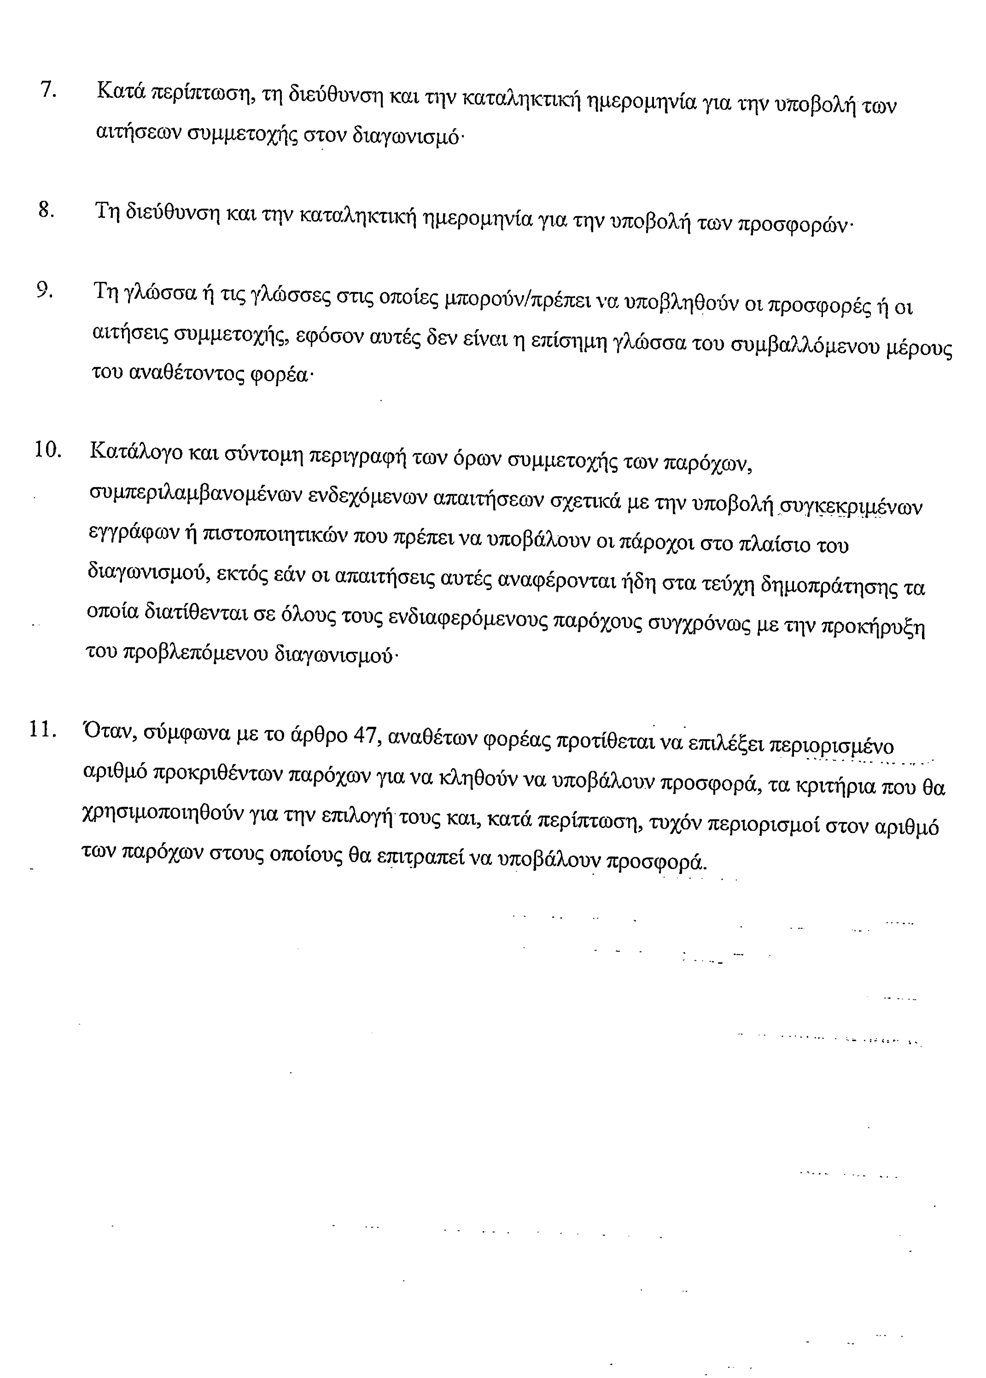 7. Κατά περίπτωση, τη διεύθυνση και την καταληκτική ημερομηνία για την υποβολή των
αιτήσεων συμμετοχής στον διαγωνισμό·
8. Τη διεύθυνση και την καταληκτική ημερομηνία για την υποβολή των προσφορών·
9. Τη γλώσσα ή τις γλώσσες στις οποίες μπορούν/πρέπει να υποβληθούν οι προσφορές ή οι
αιτήσεις συμμετοχής, εφόσον αυτές δεν είναι η επίσημη γλώσσα του συμβαλλόμενου μέρους
του αναθέτοντος φορέα·
10. Κατάλογο και σύντομη περιγραφή των όρων συμμετοχής των παρόχων,
συμπεριλαμβανομένων ενδεχόμενων απαιτήσεων σχετικά με την υποβολή συγκεκριμένων
εγγράφων ή πιστοποιητικών που πρέπει να υποβάλουν οι πάροχοι στο πλαίσιο του
διαγωνισμού, εκτός εάν οι απαιτήσεις αυτές αναφέρονται ήδη στα τεύχη δημοπράτησης τα
οποία διατίθενται σε όλους τους ενδιαφερόμενους παρόχους συγχρόνως με την προκήρυξη
του προβλεπόμενου διαγωνισμού·
11. Όταν, σύμφωνα με το άρθρο 47, αναθέτων φορέας προτίθεται να επιλέξει περιορισμένο
αριθμό προκριθέντων παρόχων για να κληθούν να υποβάλουν προσφορά, τα κριτήρια που θα
χρησιμοποιηθούν για την επιλογή τους και, κατά περίπτωση, τυχόν περιορισμοί στον αριθμό
των παρόχων στους οποίους θα επιτραπεί να υποβάλουν προσφορά.